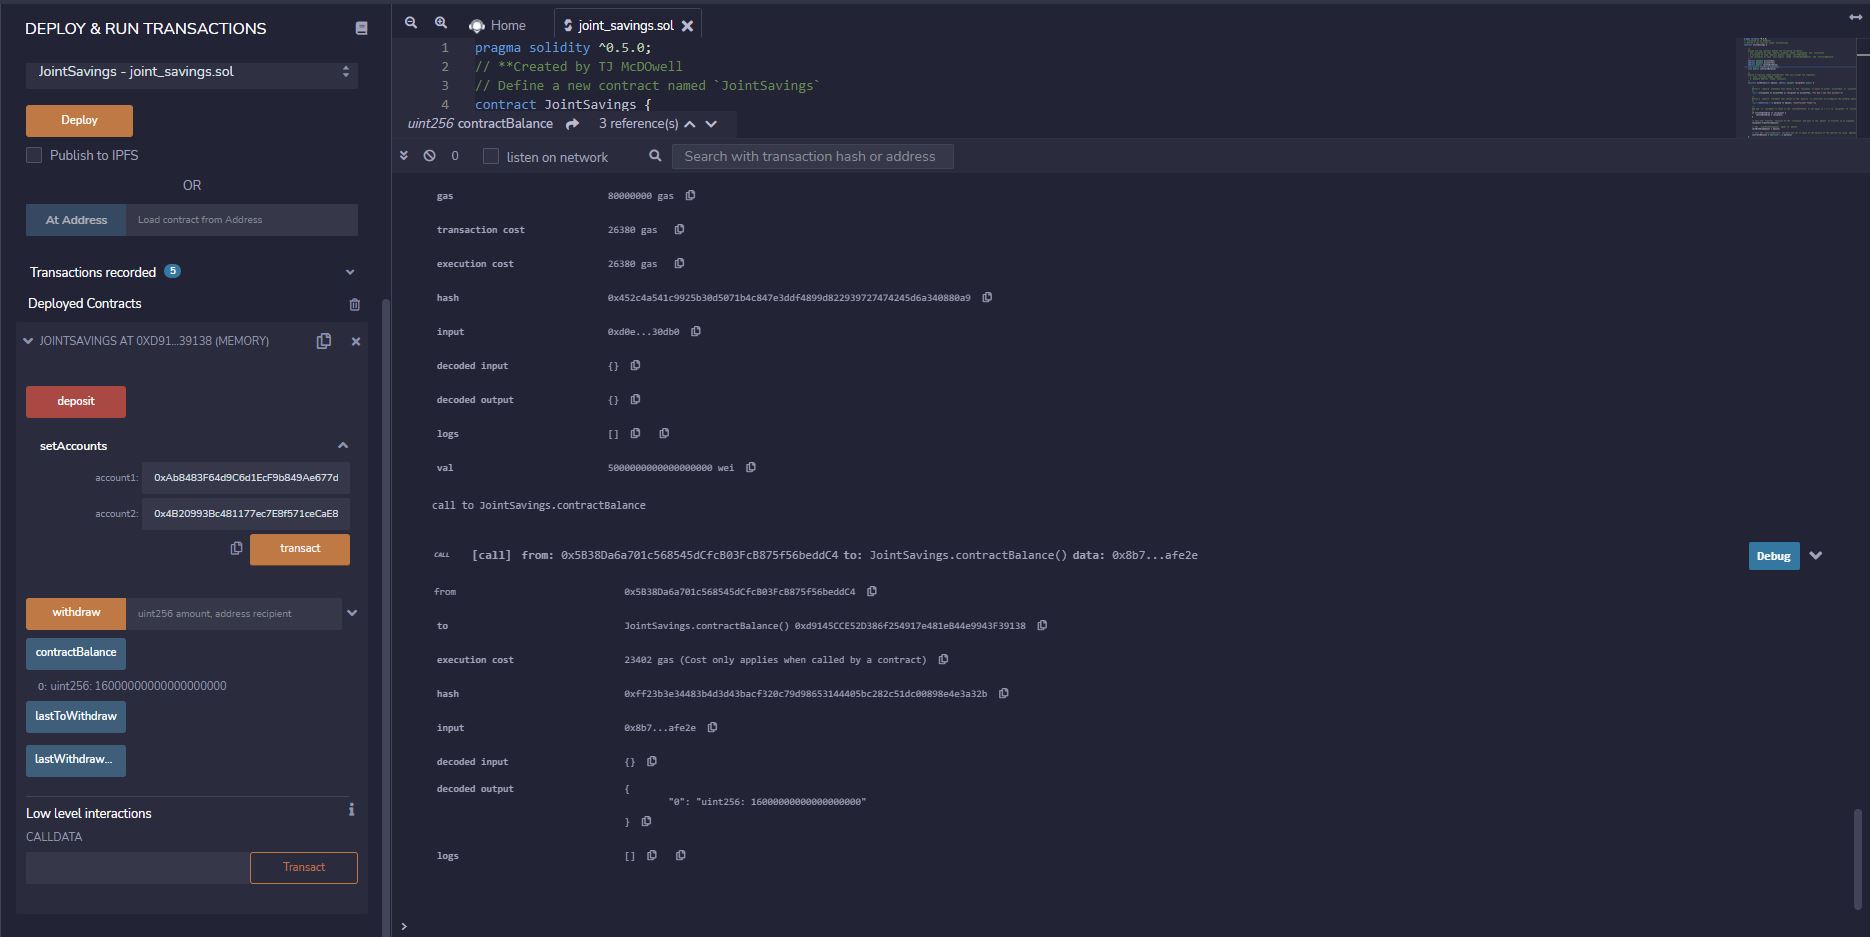 DEPLOY & RUN TRANSACTIONS
JointSavings - joint_savings.sol
Deploy
Publish to IPFS
OR
At Address Load contract from Address
Transactions recorded 5
Deployed Contracts
JOINTSAVINGS AT 0XD91...39138 (MEMORY)
deposit
setAccounts
account1: 0xAb8483F64d9C6d1EcF9b849Ae677d
account2: 0x4B20993Bc481177ec7E8f571ceCaE8
transact
withdraw uint256 amount, address recipient
contractBalance
0: uint256: 16000000000000000000
lastToWithdraw
lastWithdraw...
Low level interactions
CALLDATA
Transact
Home joint_savings.sol
1 pragma solidity ^0.5.0;
2 // **Created by TJ McDOwell
3 // Define a new contract named `JointSavings`
4 contract JointSavings {
uint256 contractBalance 3 reference(s)
0 listen on network Search with transaction hash or address
gas 80000000 gas
transaction cost 26380 gas
execution cost 26380 gas
hash 0x452c4a541c9925b30d5071b4c847e3ddf4899d822939727474245d6a340880a9
input 0xd0e...30db0
decoded input {}
decoded output {}
logs []
val 5000000000000000000 wei
call to JointSavings.contractBalance
CALL [call] from: 0x5B38Da6a701c568545dCfcB03FcB875f56beddC4 to: JointSavings.contractBalance() data: 0x8b7...afe2e
Debug
from 0x5B38Da6a701c568545dCfcB03FcB875f56beddC4
to JointSavings.contractBalance() 0xd9145CCE52D386f254917e481eB44e9943F39138
execution cost 23402 gas (Cost only applies when called by a contract)
hash 0xff23b3e34483b4d3d43bacf320c79d98653144405bc282c51dc00898e4e3a32b
input 0x8b7...afe2e
decoded input {}
decoded output {
"0": "uint256: 16000000000000000000"
}
logs []
>